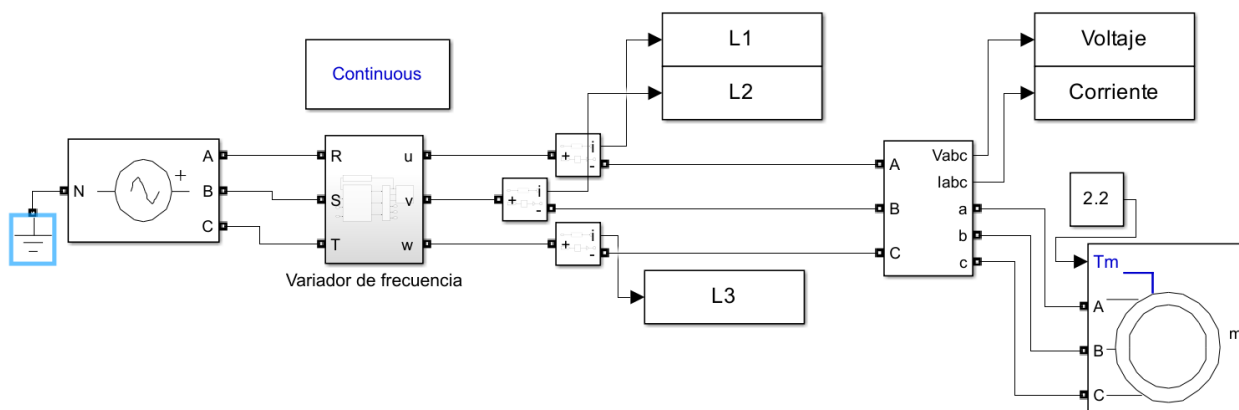 Continuous
L1
L2
Voltaje
Corriente
N
+
A
B
C
R
S
T
u
v
w
Variador de frecuencia
+
i
-
+
i
-
+
i
-
L3
A
B
C
Vabc
Iabc
a
b
c
2.2
Tm
A
B
C
m